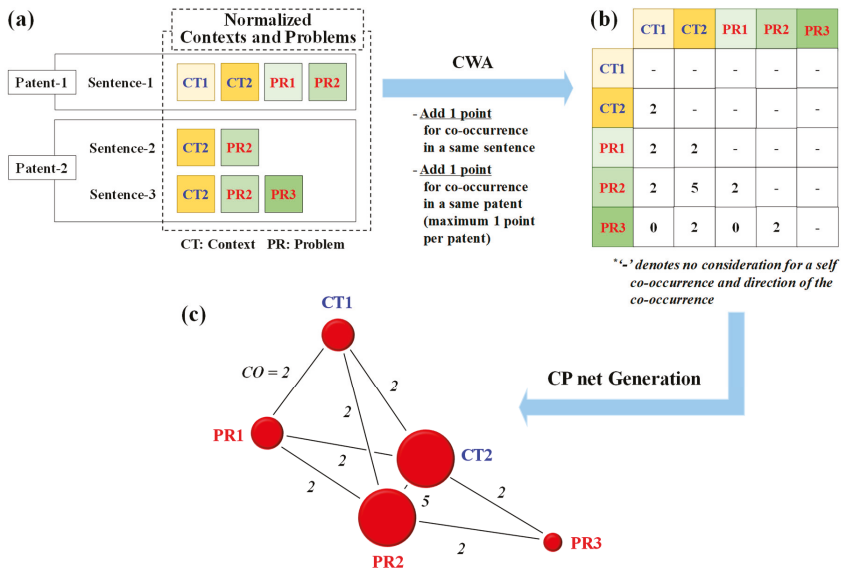 (a)
Normalized
Contexts and Problems
Patent-1
Sentence-1
CT1 CT2 PR1 PR2
Patent-2
Sentence-2
CT2 PR2
Sentence-3
CT2 PR2 PR3
CT: Context PR: Problem
CWA
- Add 1 point
for co-occurrence
in a same sentence
- Add 1 point
for co-occurrence
in a same patent
(maximum 1 point
per patent)
(b)
CT1 CT2 PR1 PR2 PR3
CT1 - - - - -
CT2 2 - - - -
PR1 2 2 - - -
PR2 2 5 2 - -
PR3 0 2 0 2 -
*‘-’ denotes no consideration for a self
co-occurrence and direction of the
co-occurrence
CP net Generation
(c)
CT1
CO = 2
2
2
PR1
2
CT2
2
5
2
PR2
2
PR3